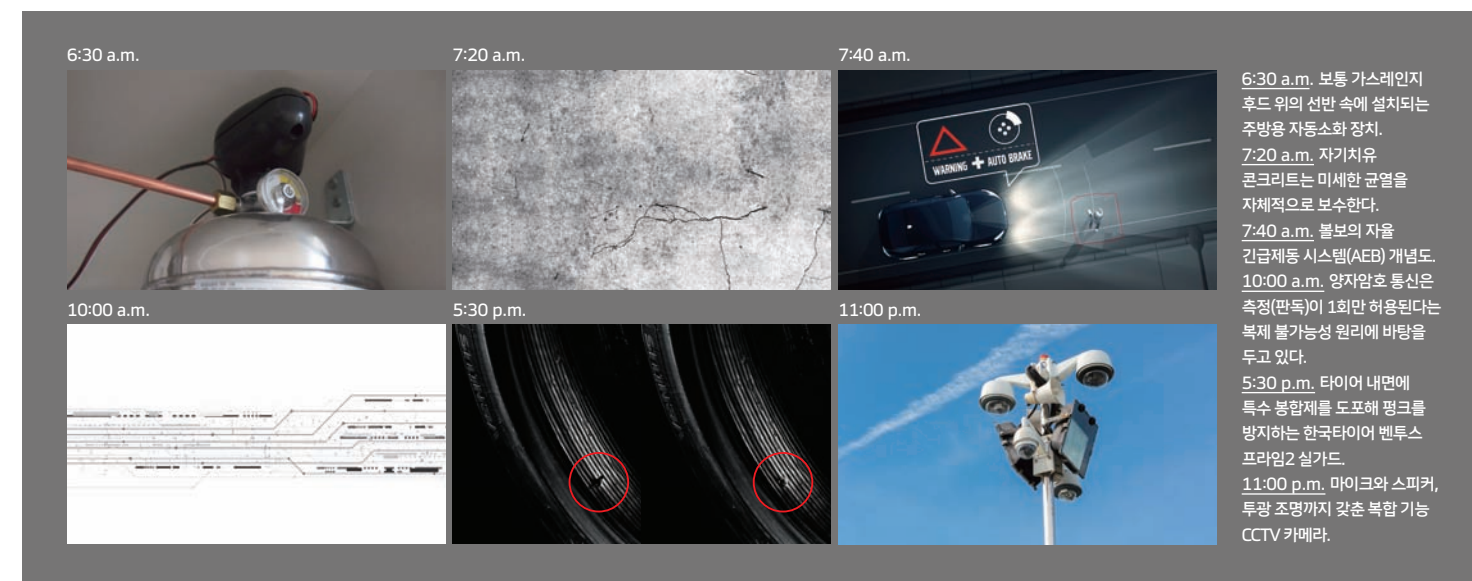 6:30 a.m.
7:20 a.m.
7:40 a.m.
WARNING + AUTO BRAKE
10:00 a.m.
5:30 p.m.
11:00 p.m.
6:30 a.m. 보통 가스레인지
후드 위의 선반 속에 설치되는
주방용 자동소화 장치.
7:20 a.m. 자기치유
콘크리트는 미세한 균열을
자체적으로 보수한다.
7:40 a.m. 볼보의 자율
긴급제동 시스템(AEB) 개념도.
10:00 a.m. 양자암호 통신은
측정(판독)이 1회만 허용된다는
복제 불가능성 원리에 바탕을
두고 있다.
5:30 p.m. 타이어 내면에
특수 봉합제를 도포해 펑크를
방지하는 한국타이어 벤투스
프라임2 실가드.
11:00 p.m. 마이크와 스피커,
투광 조명까지 갖춘 복합 기능
CCTV 카메라.